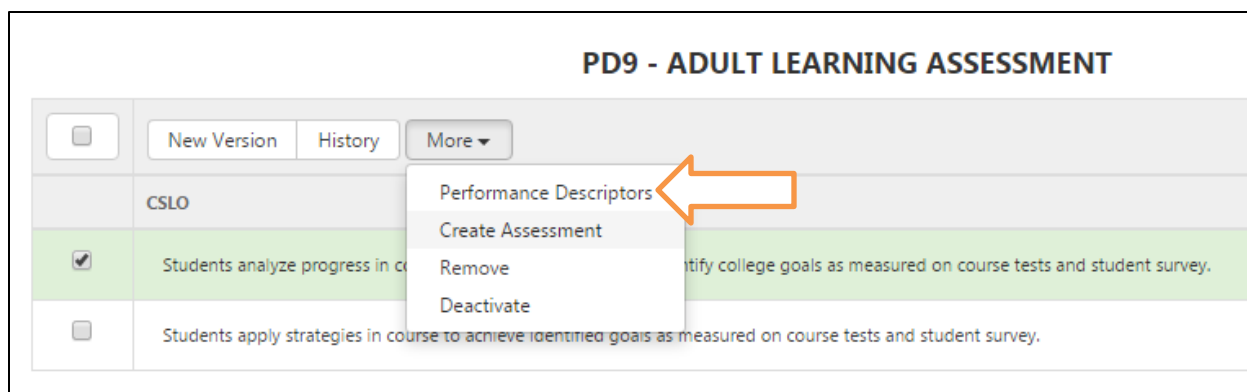 PD9 - ADULT LEARNING ASSESSMENT
New Version History More
Performance Descriptors
CSLO
Create Assessment
Students analyze progress in tify college goals as measured on course tests and student survey.
Remove
Deactivate
Students apply strategies in course to achieve identified goals as measured on course tests and student survey.